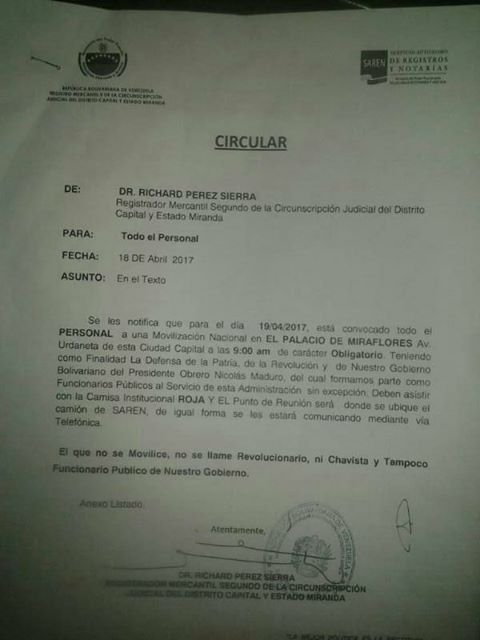 REPÚBLICA BOLIVARIANA DE VENEZUELA
REGISTRO MERCANTIL II DE LA CIRCUNSCRIPCIÓN
JUDICIAL DEL DISTRITO CAPITAL Y ESTADO MIRANDA
SAREN
SERVICIO AUTÓNOMO
DE REGISTROS
Y NOTARÍAS
CIRCULAR
DE: DR. RICHARD PEREZ SIERRA
Registrador Mercantil Segundo de la Circunscripción Judicial del Distrito
Capital y Estado Miranda
PARA: Todo el Personal
FECHA: 18 DE Abril 2017
ASUNTO: En el Texto
Se les notifica que para el día 19/04/2017, está convocado todo el
PERSONAL a una Movilización Nacional en EL PALACIO DE MIRAFLORES Av.
Urdaneta de esta Ciudad Capital a las 9:00 am de carácter Obligatorio. Teniendo
como Finalidad La Defensa de la Patria, de la Revolución y de Nuestro Gobierno
Bolivariano del Presidente Obrero Nicolás Maduro, del cual formamos parte como
Funcionarios Públicos al Servicio de esta Administración sin excepción. Deben asistir
con la Camisa Institucional ROJA Y EL Punto de Reunión será donde se ubique el
camión de SAREN, de igual forma se les estará comunicando mediante vía
Telefónica.
El que no se Movilice, no se llame Revolucionario, ni Chavista y Tampoco
Funcionario Publico de Nuestro Gobierno.
Anexo Listado.
Atentamente,
DR. RICHARD PEREZ SIERRA
REGISTRADOR MERCANTIL SEGUNDO DE LA CIRCUNSCRIPCIÓN
JUDICIAL DEL DISTRITO CAPITAL Y ESTADO MIRANDA